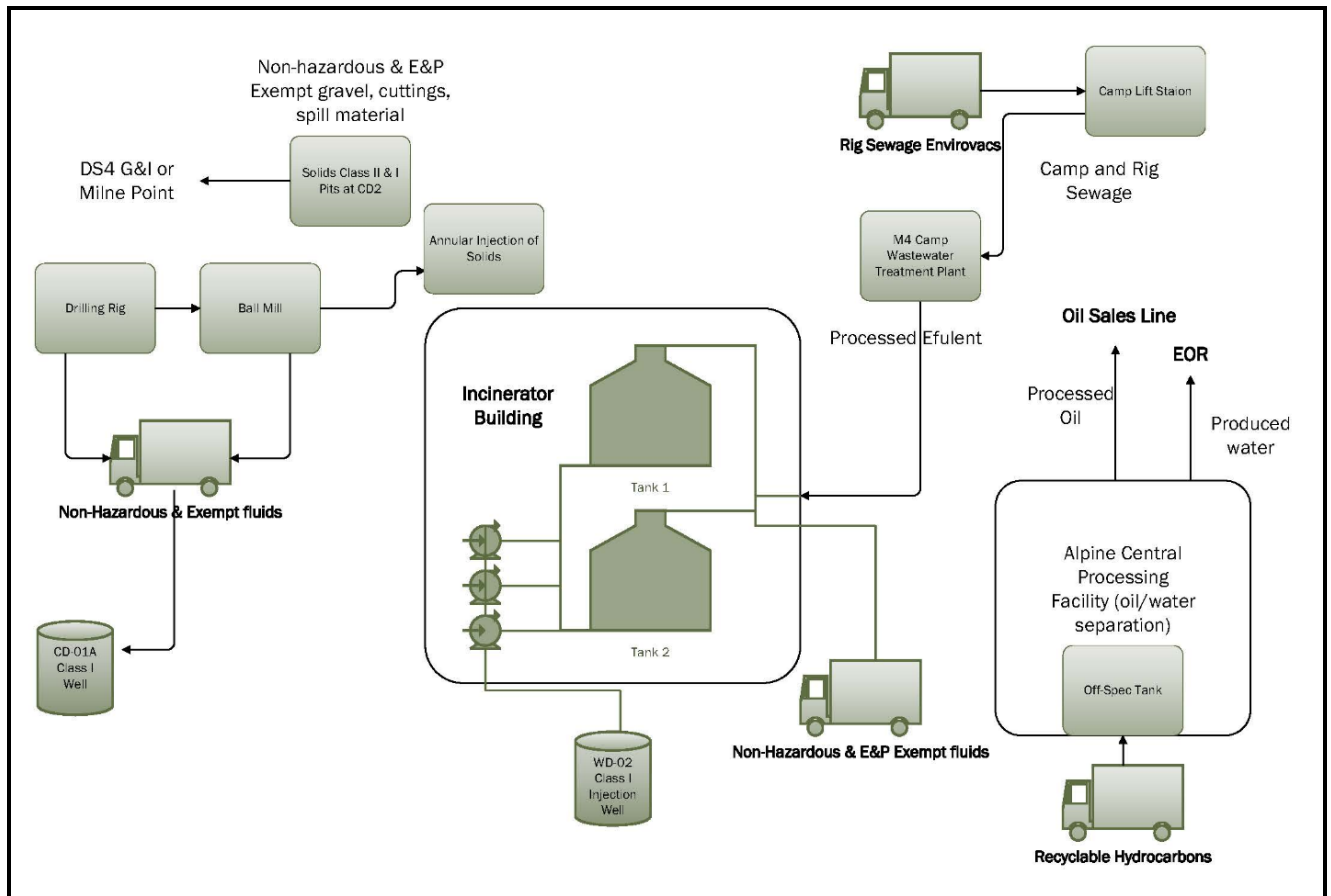 Non-hazardous & E&P
Exempt gravel, cuttings,
spill material
DS4 G&I or
Milne Point
Solids Class II & I
Pits at CD2
Annular Injection of
Solids
Drilling Rig
Ball Mill
Non-Hazardous & Exempt fluids
CD-01A
Class I
Well
Incinerator
Building
Tank 1
Tank 2
WD-02
Class I
Injection
Well
Rig Sewage Envirovacs
Camp Lift Staion
Camp and Rig
Sewage
M4 Camp
Wastewater
Treatment Plant
Processed Efulent
Non-Hazardous & E&P Exempt fluids
Oil Sales Line
EOR
Processed
Oil
Produced
water
Alpine Central
Processing
Facility (oil/water
separation)
Off-Spec Tank
Recyclable Hydrocarbons